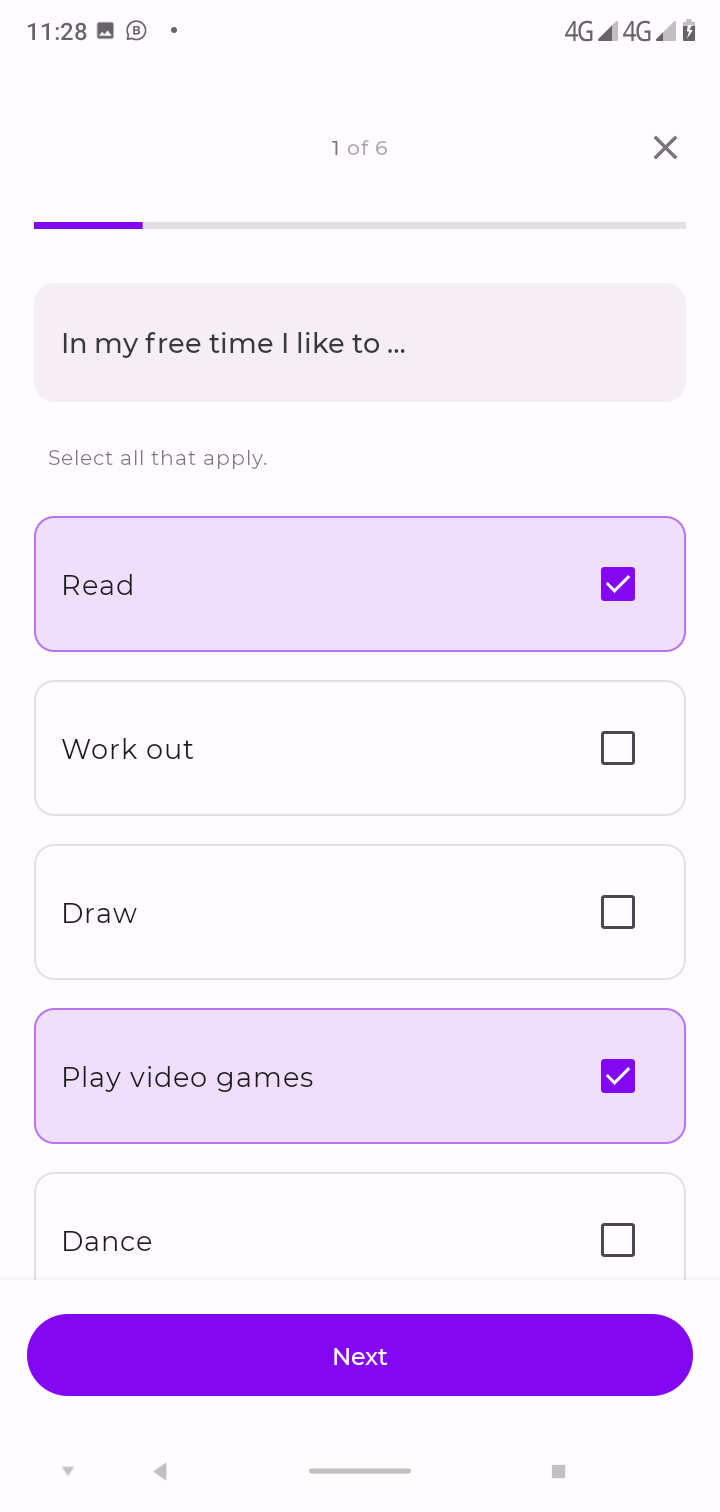 11:28
4G 4G
1 of 6
In my free time I like to ...
Select all that apply.
Read
Work out
Draw
Play video games
Dance
Next